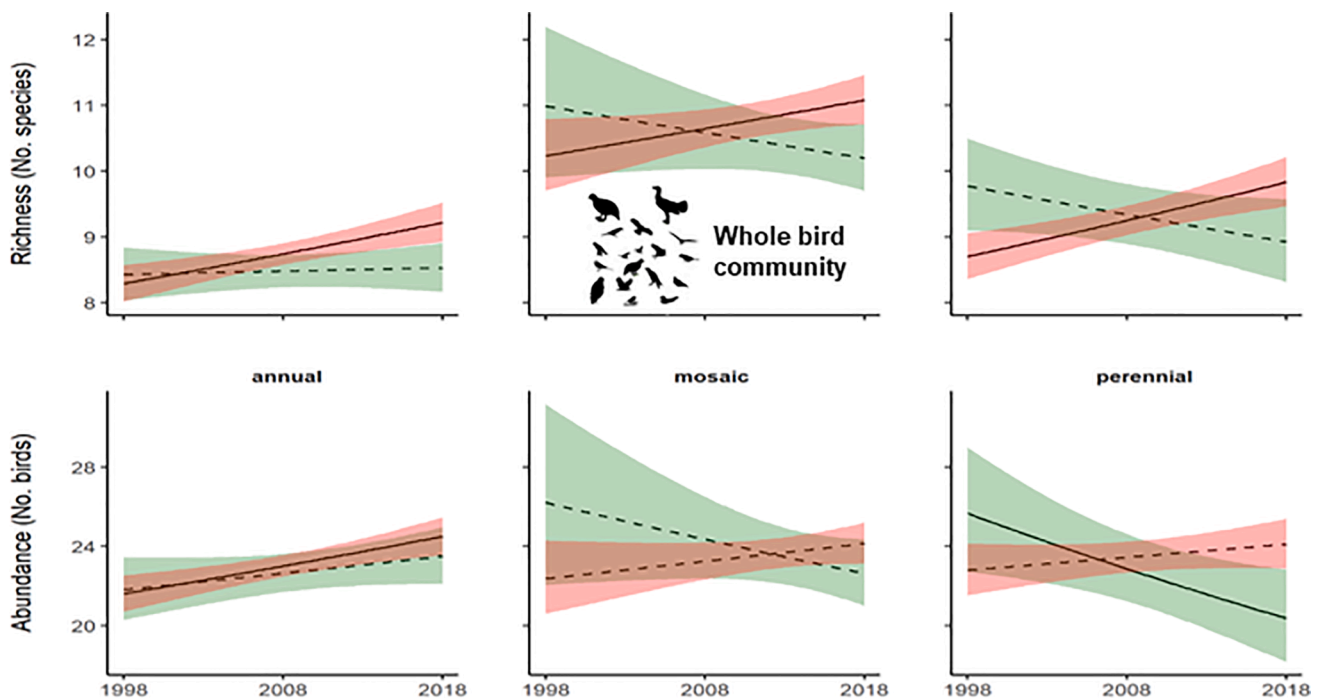 Richness (No. species)
12
11
10
9
8
Whole bird
community
annual
mosaic
perennial
Abundance (No. birds)
28
24
20
1998
2008
2018
1998
2008
2018
1998
2008
2018